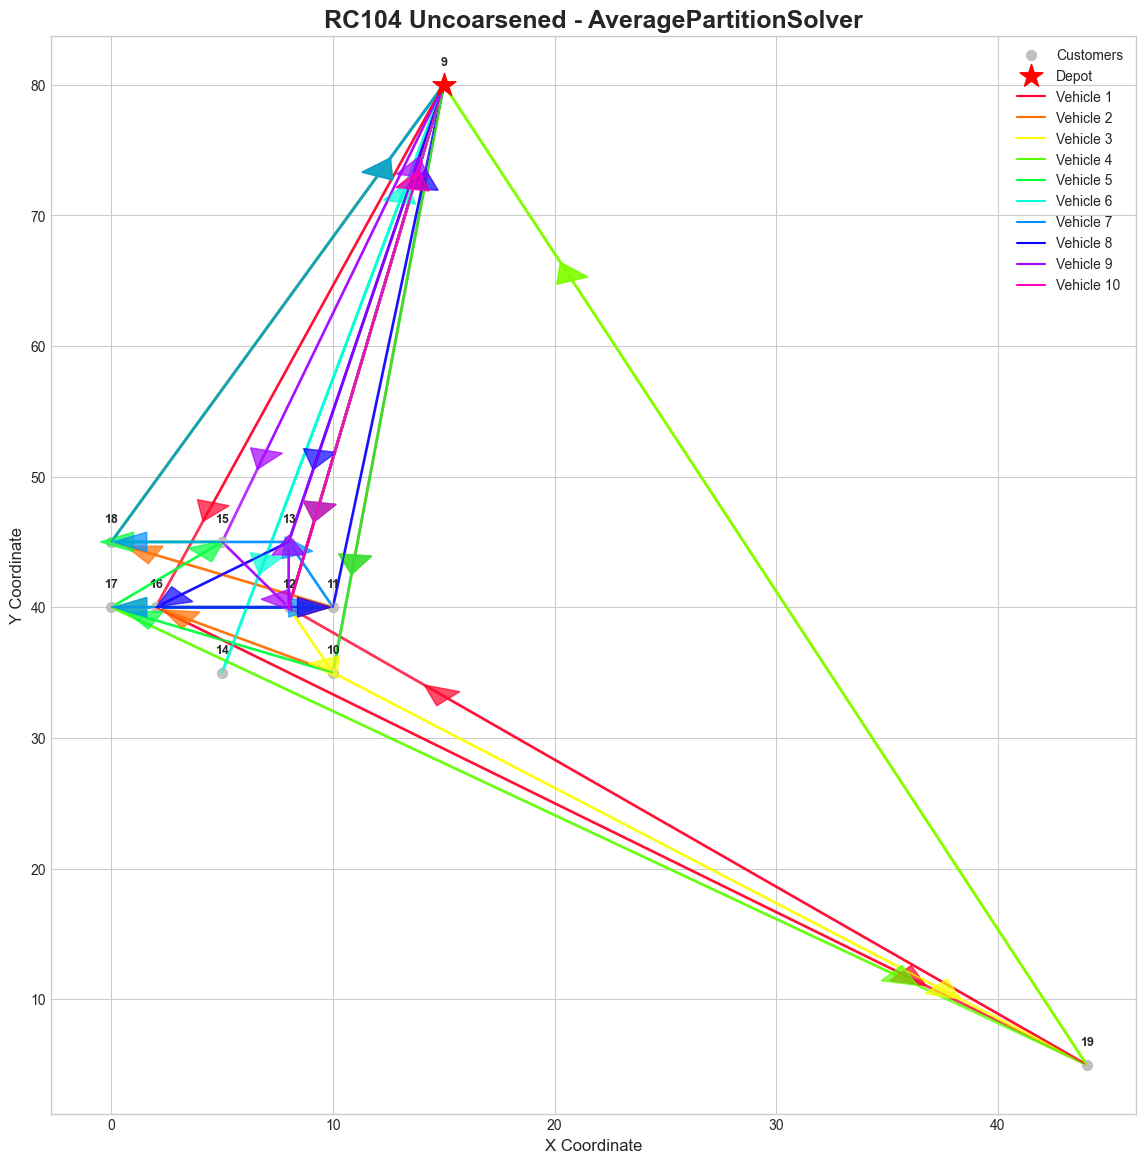 RC104 Uncoarsened - AveragePartitionSolver
Customers
Depot
Vehicle 1
Vehicle 2
Vehicle 3
Vehicle 4
Vehicle 5
Vehicle 6
Vehicle 7
Vehicle 8
Vehicle 9
Vehicle 10
9
18
15
13
17
16
12
11
14
10
19
80
70
60
50
40
30
20
10
Y Coordinate
0
10
20
30
40
X Coordinate